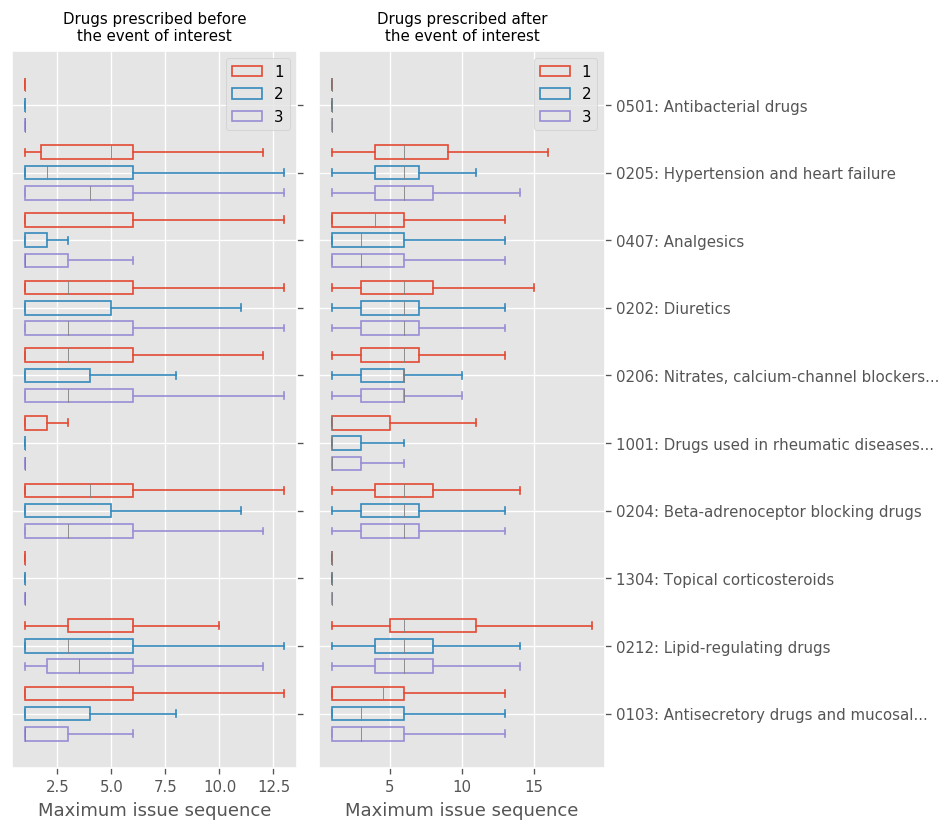 Drugs prescribed before
the event of interest
Drugs prescribed after
the event of interest
1
2
3
1
2
3
0501: Antibacterial drugs
0205: Hypertension and heart failure
0407: Analgesics
0202: Diuretics
0206: Nitrates, calcium-channel blockers...
1001: Drugs used in rheumatic diseases...
0204: Beta-adrenoceptor blocking drugs
1304: Topical corticosteroids
0212: Lipid-regulating drugs
0103: Antisecretory drugs and mucosal...
2.5 5.0 7.5 10.0 12.5
5 10 15
Maximum issue sequence
Maximum issue sequence